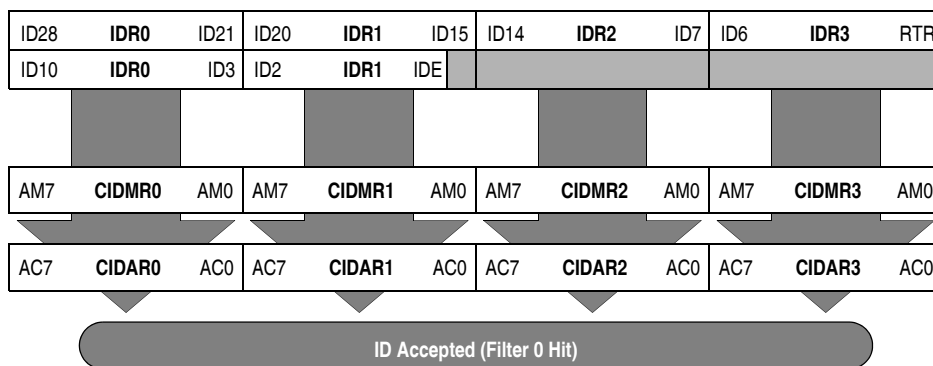 ID28 IDR0 ID21 ID20 IDR1 ID15 ID14 IDR2 ID7 ID6 IDR3 RTR
ID10 IDR0 ID3 ID2 IDR1 IDE
AM7 CIDMR0 AM0 AM7 CIDMR1 AM0 AM7 CIDMR2 AM0 AM7 CIDMR3 AM0
AC7 CIDAR0 AC0 AC7 CIDAR1 AC0 AC7 CIDAR2 AC0 AC7 CIDAR3 AC0
ID Accepted (Filter 0 Hit)